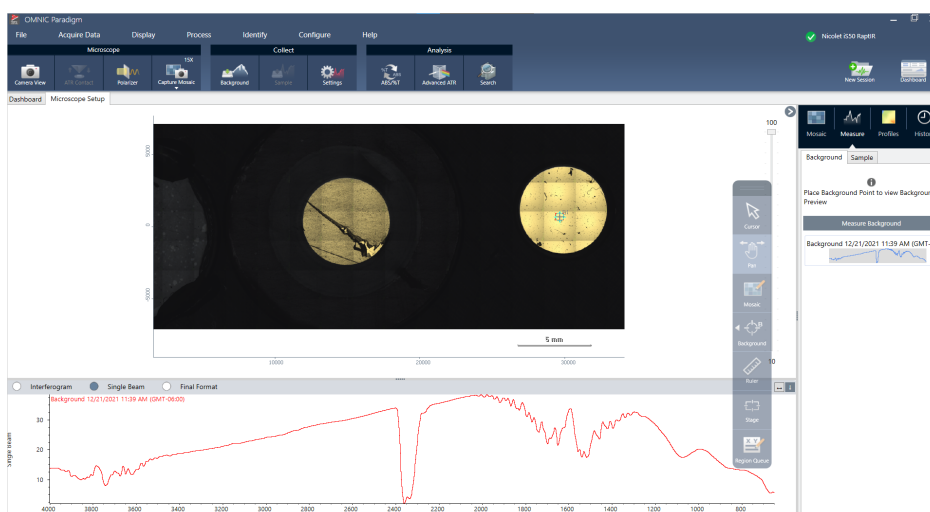 OMNIC Paradigm
File Acquire Data Display Process Identify Configure Help
Nicolet iS50 RaptIR
Microscope Collect Analysis
15X
Camera View ATR Contact Polarizer Capture Mosaic Background Sample Settings ABS/%T Advanced ATR Search
New Session Dashboard
Dashboard Microscope Setup
100
Mosaic Measure Profiles Histor
Background Sample
Place Background Point to view Backgroun
Preview
Measure Background
Background 12/21/2021 11:39 AM (GMT-
5000
0
-5000
Cursor
Pan
Mosaic
B
Background
10
Ruler
Stage
Region Queue
5 mm
10000 20000 30000
Interferogram Single Beam Final Format
Background 12/21/2021 11:39 AM (GMT-06:00)
Single Beam
30
20
10
4000 3800 3600 3400 3200 3000 2800 2600 2400 2200 2000 1800 1600 1400 1200 1000 800